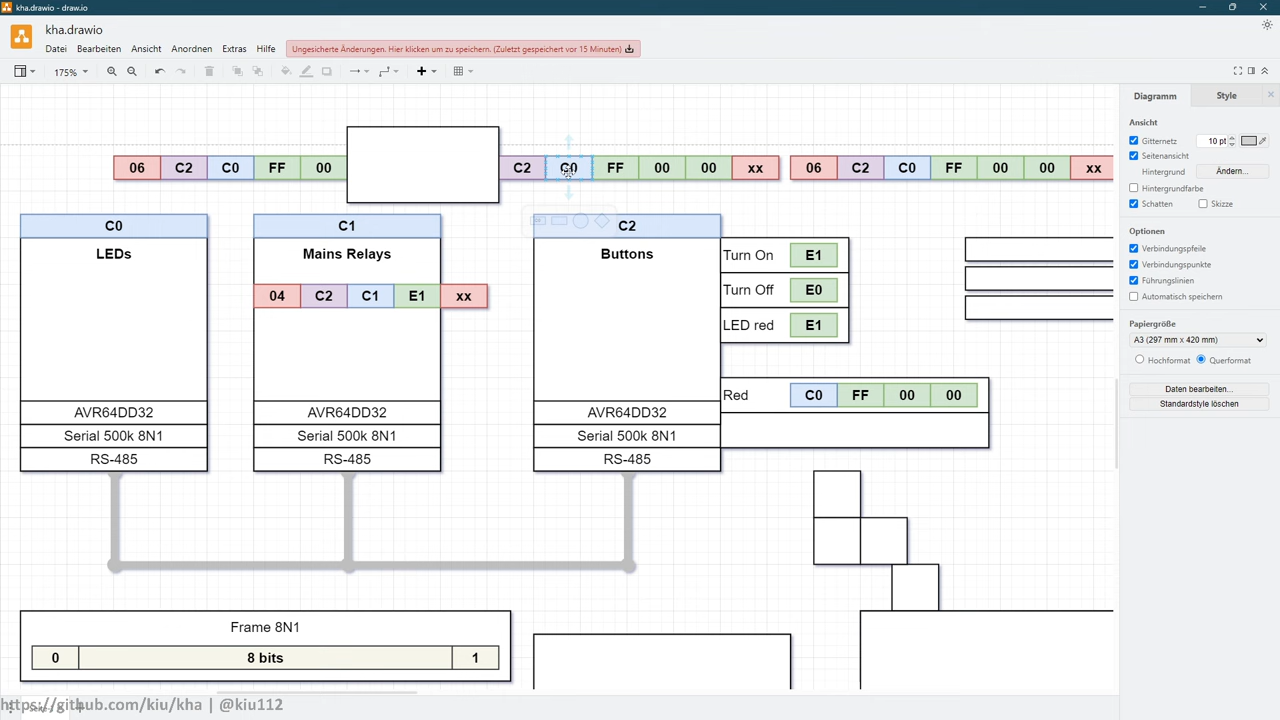 kha.drawio - draw.io
kha.drawio
Datei Bearbeiten Ansicht Anordnen Extras Hilfe
Ungesicherte Änderungen. Hier klicken um zu speichern. (Zuletzt gespeichert vor 15 Minuten)
175%
06 C2 C0 FF 00 C2 C0 FF 00 00 xx 06 C2 C0 FF 00 00 xx
C0 C1 C2
LEDs Mains Relays Buttons
Turn On E1
Turn Off E0
04 C2 C1 E1 xx
LED red E1
Red C0 FF 00 00
AVR64DD32 AVR64DD32 AVR64DD32
Serial 500k 8N1 Serial 500k 8N1 Serial 500k 8N1
RS-485 RS-485 RS-485
Frame 8N1
0 8 bits 1
Diagramm Style
Ansicht
Gitternetz 10 pt
Seitenansicht
Hintergrund Ändern...
Hintergrundfarbe
Schatten Skizze
Optionen
Verbindungspfeile
Verbindungspunkte
Führungslinien
Automatisch speichern
Papiergröße
A3 (297 mm x 420 mm)
Hochformat Querformat
Daten bearbeiten...
Standardstyle löschen
https://github.com/kiu/kha | @kiu112